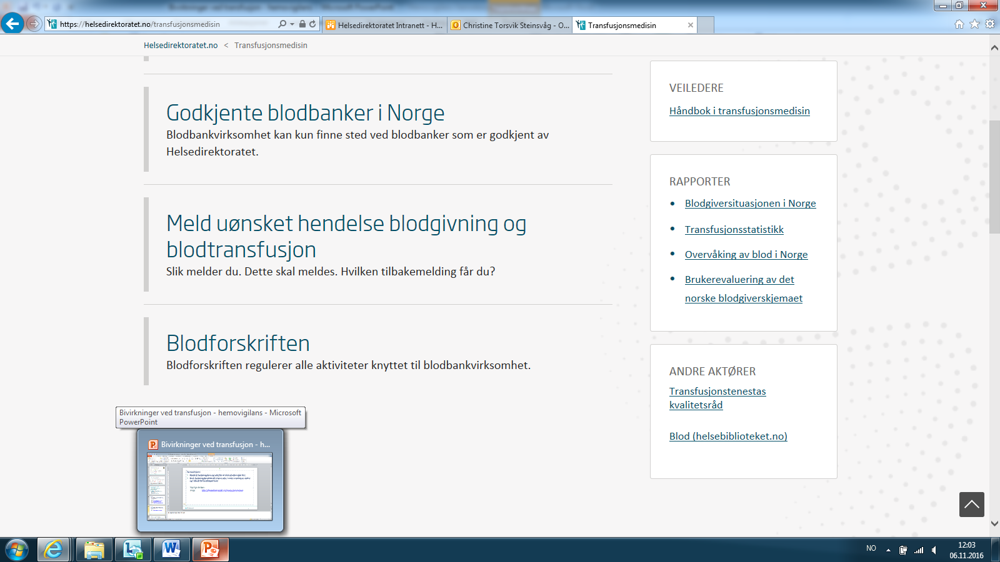 https://helsedirektoratet.no/transfusjonsmedisin
Helsedirektoratet Intranett - H...
Christine Torsvik Steinsvåg - O...
Transfusjonsmedisin
Helsedirektoratet.no < Transfusjonsmedisin
Godkjente blodbanker i Norge
Blodbankvirksomhet kan kun finne sted ved blodbanker som er godkjent av
Helsedirektoratet.
Meld uønsket hendelse blodgivning og
blodtransfusjon
Slik melder du. Dette skal meldes. Hvilken tilbakemelding får du?
Blodforskriften
Blodforskriften regulerer alle aktiviteter knyttet til blodbankvirksomhet.
VEILEDERE
Håndbok i transfusjonsmedisin
RAPPORTER
• Blodgiversituasjonen i Norge
• Transfusjonsstatistikk
• Overvåking av blod i Norge
• Brukerevaluering av det
norske blodgiverskjemaet
ANDRE AKTØRER
Transfusjonstenestas
kvalitetsråd
Blod (helsebiblioteket.no)
Bivirkninger ved transfusjon - hemovigilans - Microsoft
PowerPoint
Bivirkninger ved transfusjon - h...
NO
12:03
06.11.2016